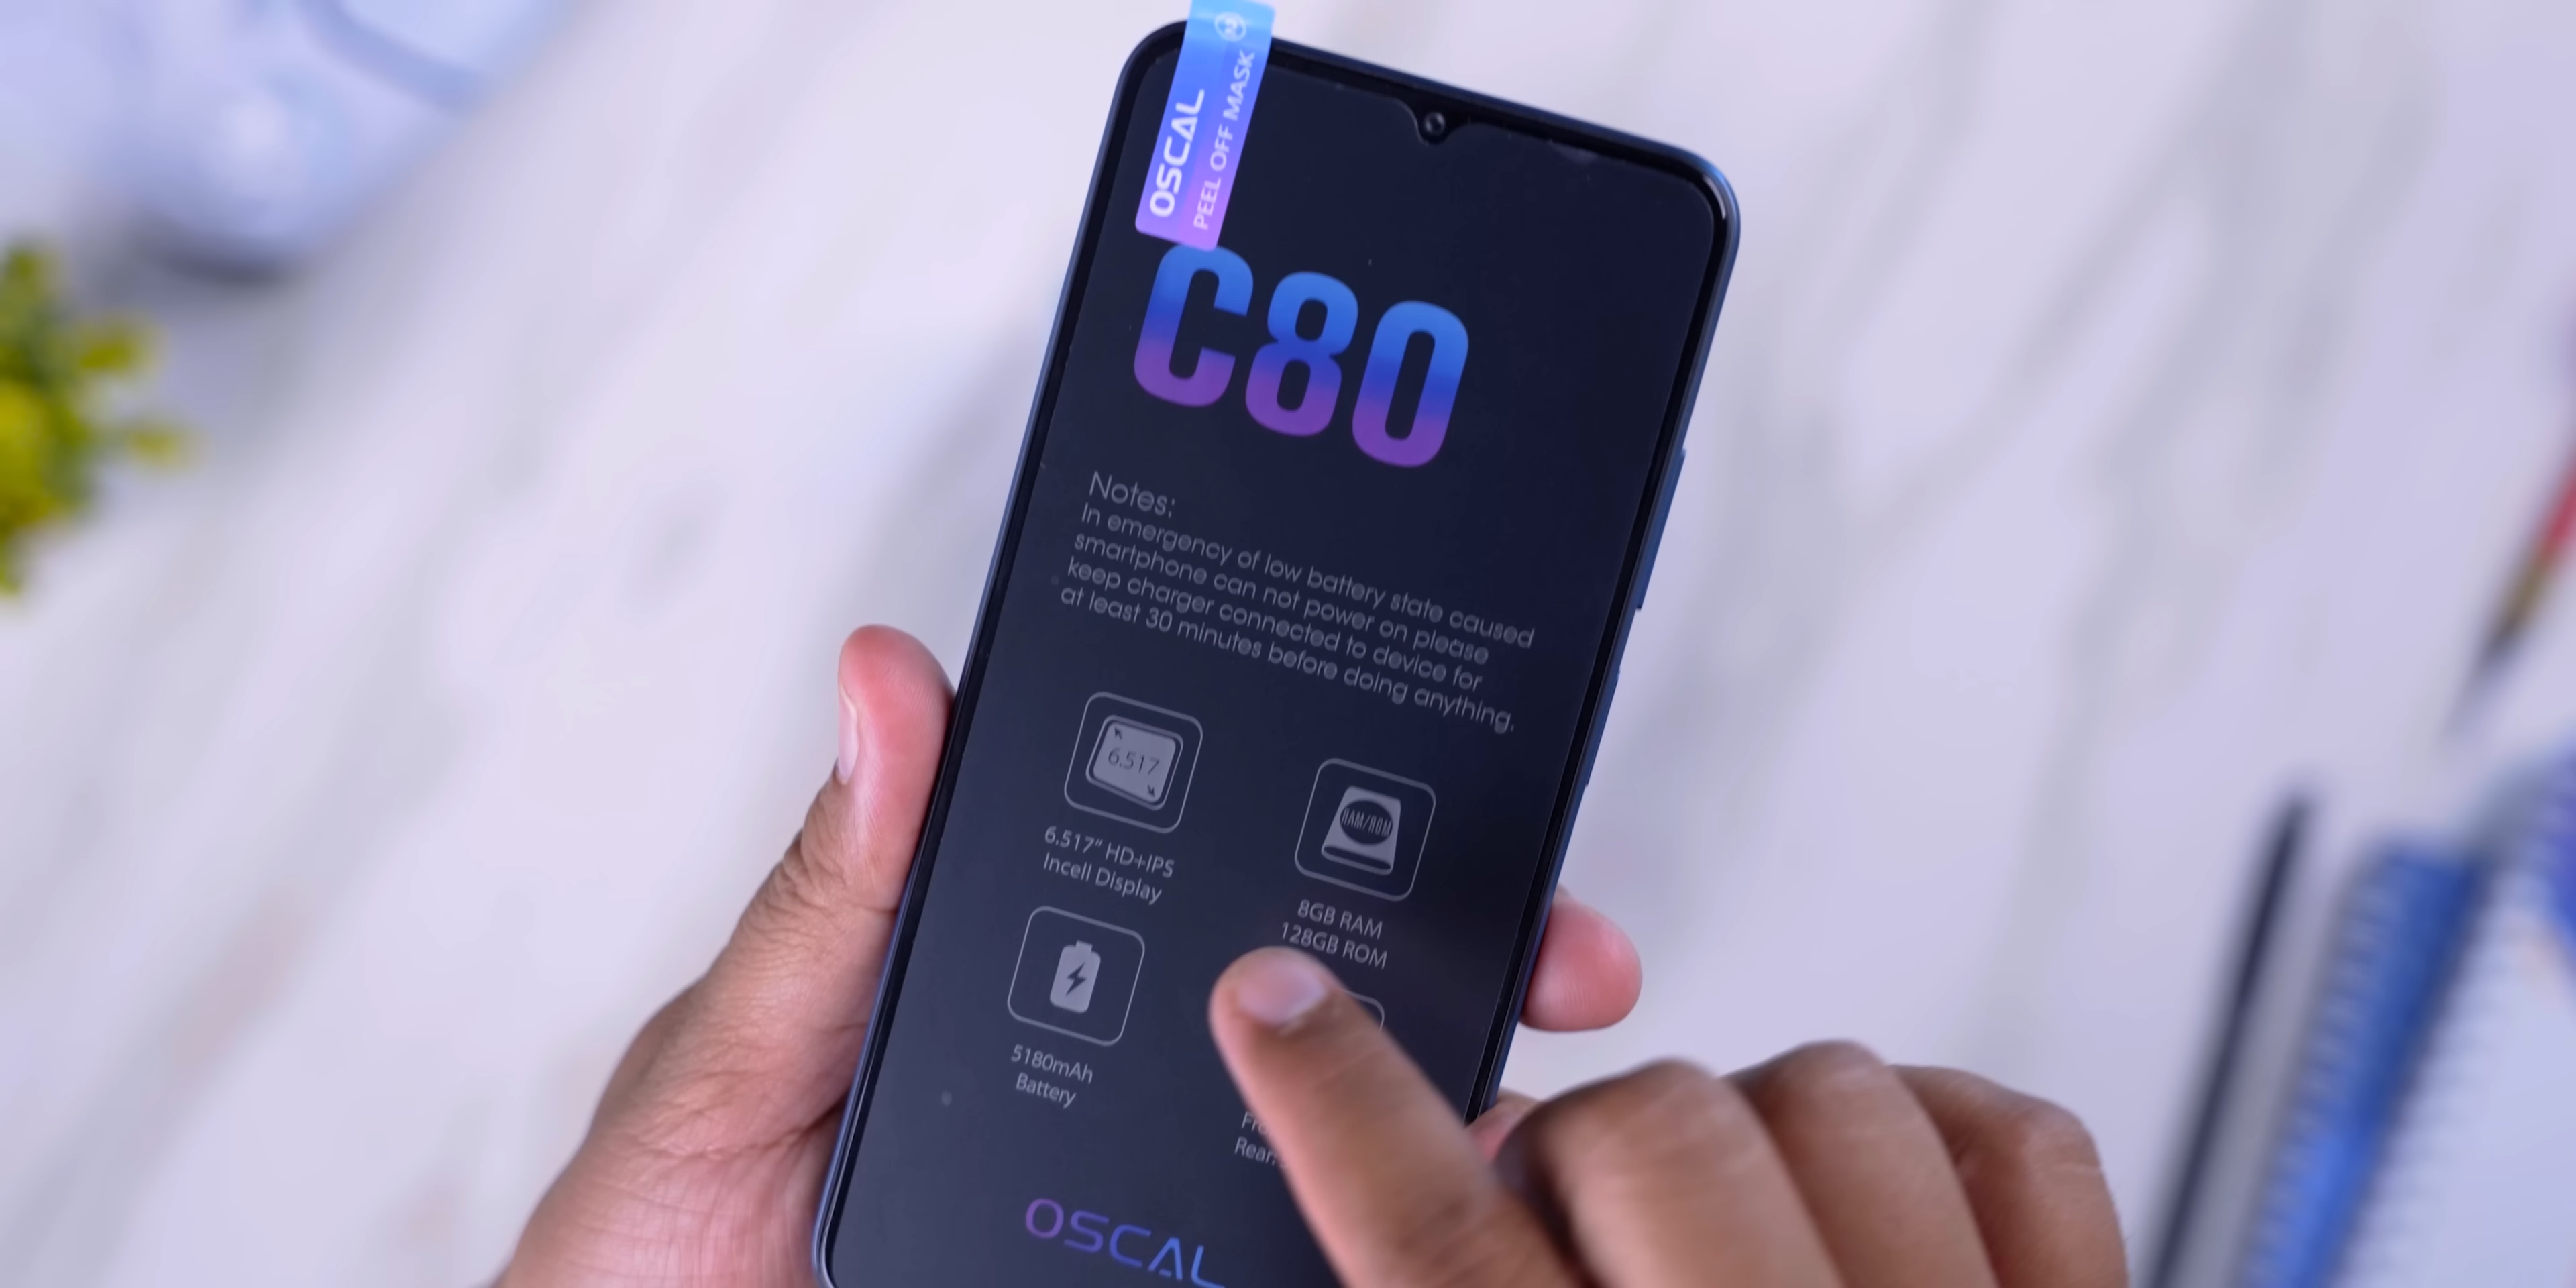 OSCAL
PEEL OFF MASK 2
C80
Notes:
In emergency of low battery state caused
smartphone can not power on please
keep charger connected to device for
at least 30 minutes before doing anything.
6.517
6.517" HD+IPS
Incell Display
RAM/ROM
8GB RAM
128GB ROM
5180mAh
Battery
OSCAL